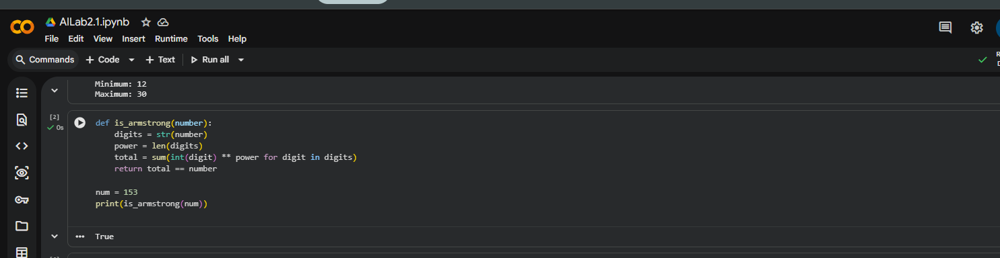 AILab2.1.ipynb
File Edit View Insert Runtime Tools Help
Commands + Code + Text Run all
Minimum: 12
Maximum: 30
[2]
0s
def is_armstrong(number):
    digits = str(number)
    power = len(digits)
    total = sum(int(digit) ** power for digit in digits)
    return total == number
num = 153
print(is_armstrong(num))
True